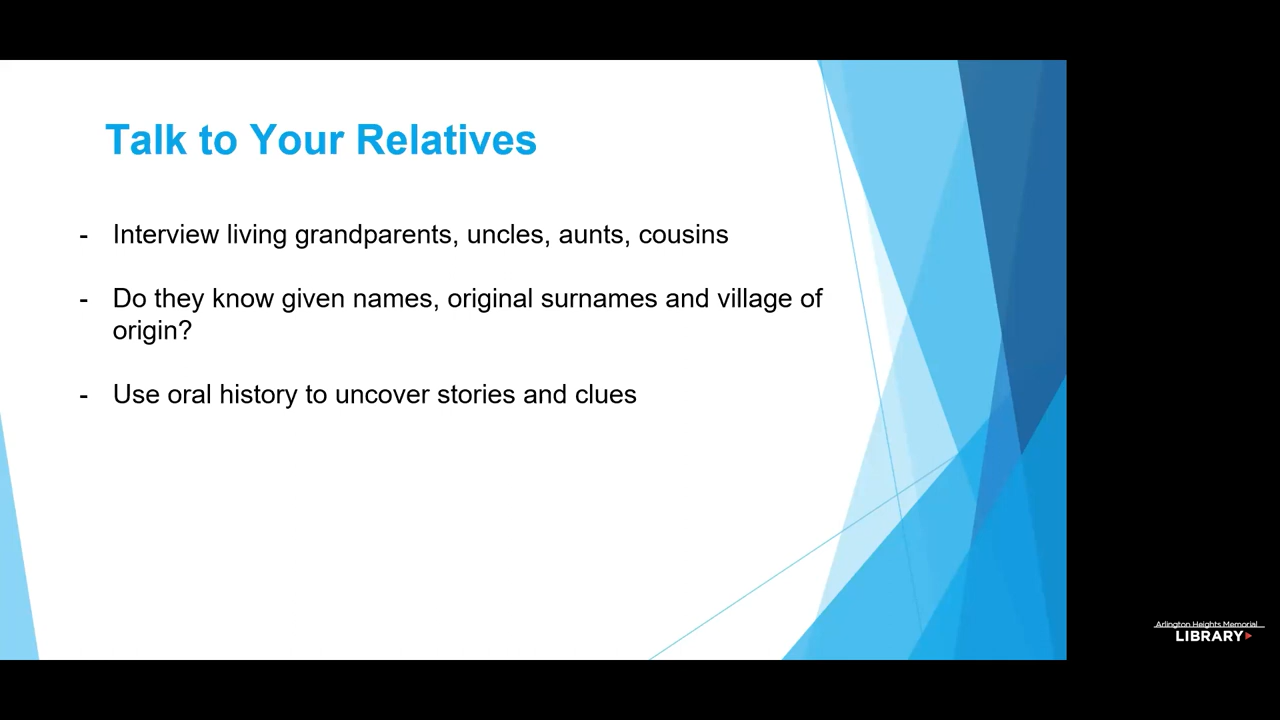 Talk to Your Relatives
- Interview living grandparents, uncles, aunts, cousins
- Do they know given names, original surnames and village of
origin?
- Use oral history to uncover stories and clues
Arlington Heights Memorial
LIBRARY